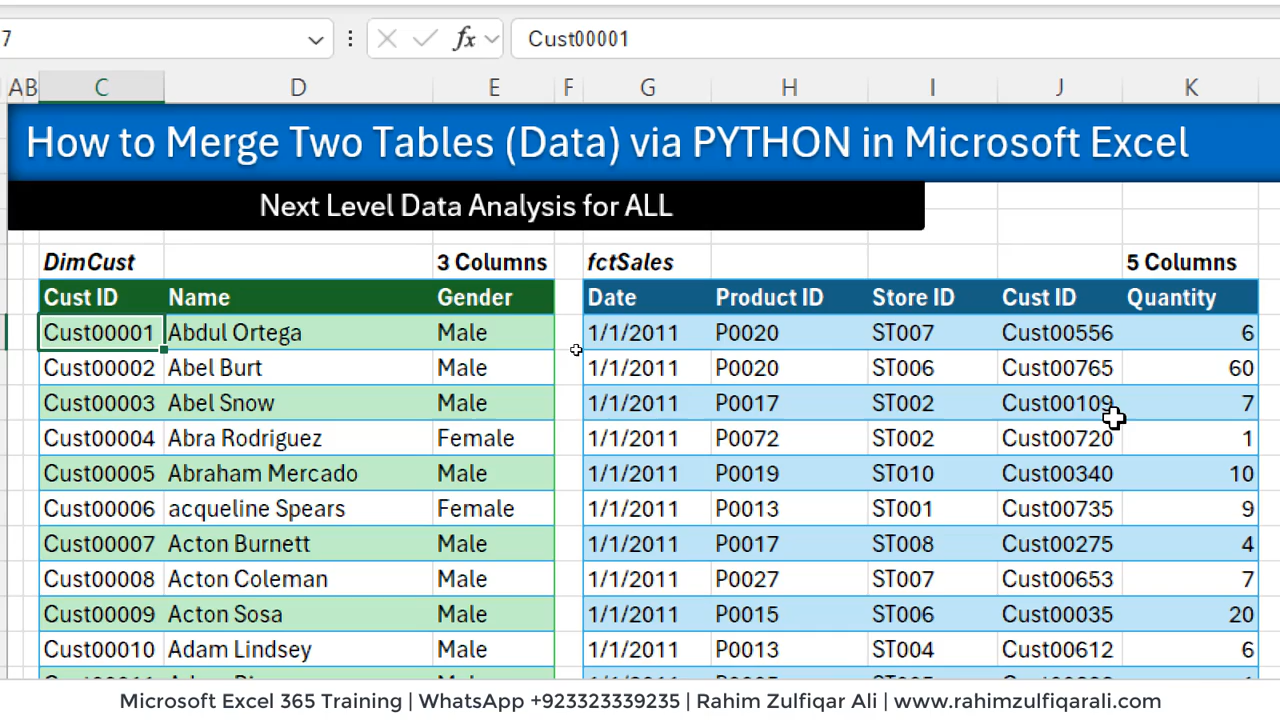 7 fx Cust00001
A B C D E F G H I J K
How to Merge Two Tables (Data) via PYTHON in Microsoft Excel
Next Level Data Analysis for ALL
DimCust 3 Columns fctSales 5 Columns
Cust ID Name Gender Date Product ID Store ID Cust ID Quantity
Cust00001 Abdul Ortega Male 1/1/2011 P0020 ST007 Cust00556 6
Cust00002 Abel Burt Male 1/1/2011 P0020 ST006 Cust00765 60
Cust00003 Abel Snow Male 1/1/2011 P0017 ST002 Cust00109 7
Cust00004 Abra Rodriguez Female 1/1/2011 P0072 ST002 Cust00720 1
Cust00005 Abraham Mercado Male 1/1/2011 P0019 ST010 Cust00340 10
Cust00006 acqueline Spears Female 1/1/2011 P0013 ST001 Cust00735 9
Cust00007 Acton Burnett Male 1/1/2011 P0017 ST008 Cust00275 4
Cust00008 Acton Coleman Male 1/1/2011 P0027 ST007 Cust00653 7
Cust00009 Acton Sosa Male 1/1/2011 P0015 ST006 Cust00035 20
Cust00010 Adam Lindsey Male 1/1/2011 P0013 ST004 Cust00612 6
Microsoft Excel 365 Training | WhatsApp +923323339235 | Rahim Zulfiqar Ali | www.rahimzulfiqarali.com